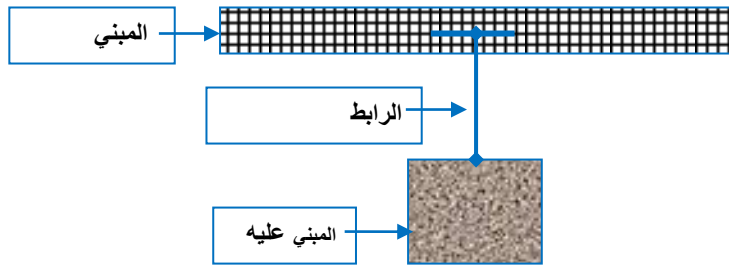 المبني
الرابط
المبني عليه